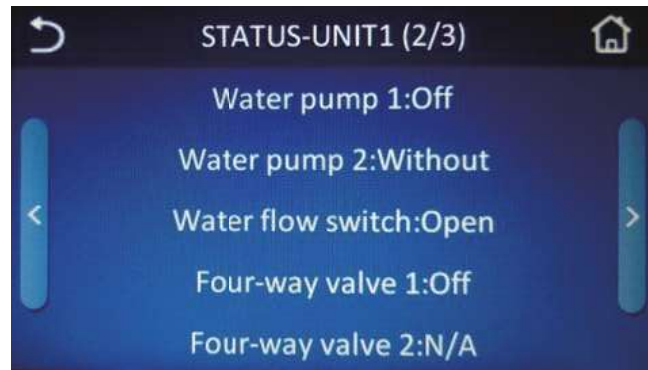 STATUS-UNIT1 (2/3)
Water pump 1:Off
Water pump 2:Without
Water flow switch:Open
Four-way valve 1:Off
Four-way valve 2:N/A